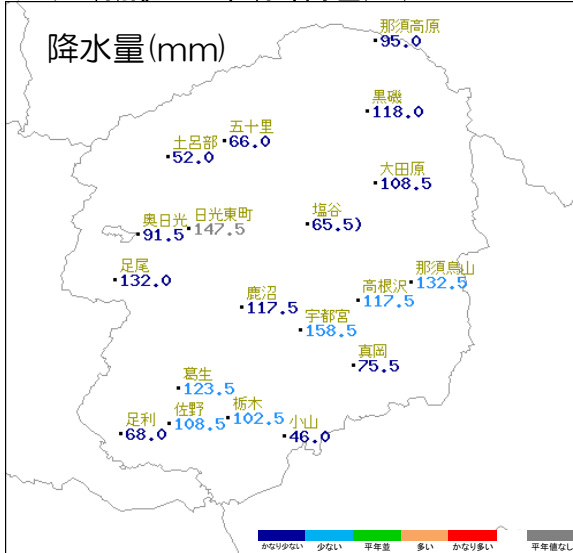 降水量(mm)
那須高原
95.0
黒磯
118.0
五十里
66.0
土呂部
52.0
大田原
108.5
塩谷
65.5)
日光東町
147.5
奥日光
91.5
足尾
132.0
那須烏山
132.5
高根沢
117.5
鹿沼
117.5
宇都宮
158.5
真岡
75.5
葛生
123.5
佐野
108.5
栃木
102.5
足利
68.0
小山
46.0
かなり少ない 少ない 平年並 多い かなり多い 平年値なし